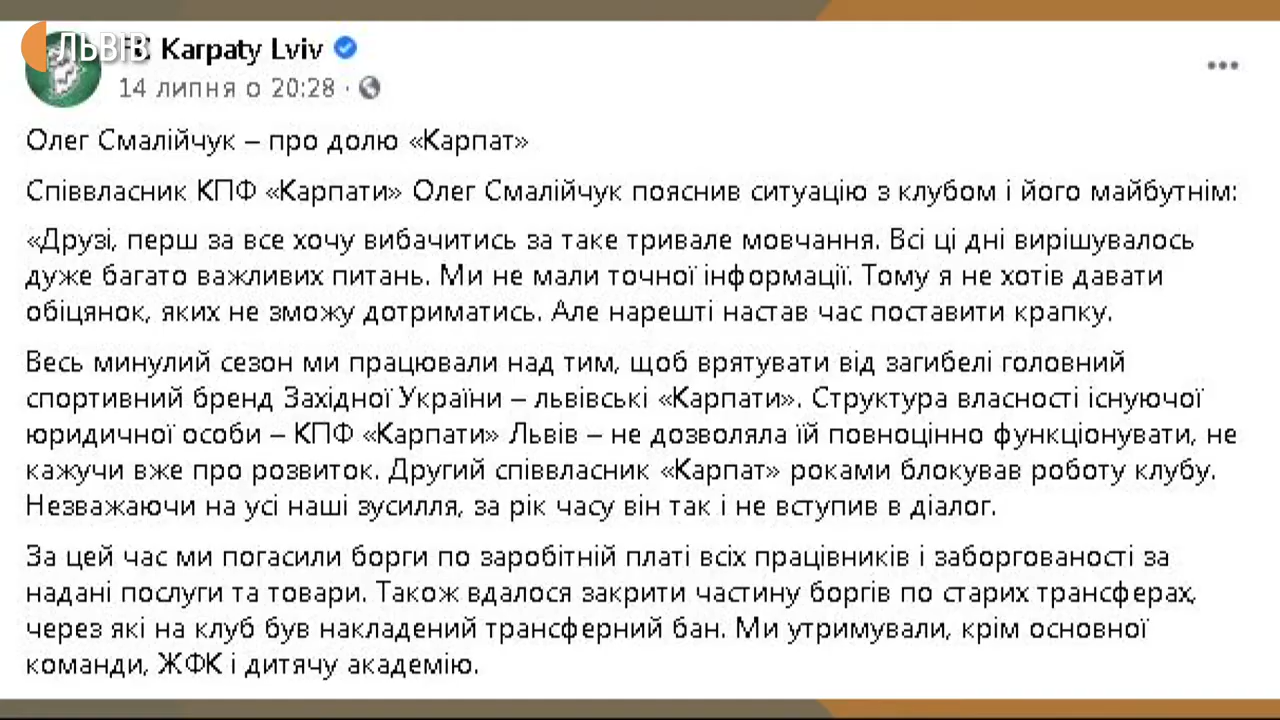 ЛЬВІВ
Karpaty Lviv
14 липня о 20:28 ·
Олег Смалійчук – про долю «Карпат»
Співвласник КПФ «Карпати» Олег Смалійчук пояснив ситуацію з клубом і його майбутнім:
«Друзі, перш за все хочу вибачитись за таке тривале мовчання. Всі ці дні вирішувалось
дуже багато важливих питань. Ми не мали точної інформації. Тому я не хотів давати
обіцянок, яких не зможу дотриматись. Але нарешті настав час поставити крапку.
Весь минулий сезон ми працювали над тим, щоб врятувати від загибелі головний
спортивний бренд Західної України – львівські «Карпати». Структура власності існуючої
юридичної особи – КПФ «Карпати» Львів – не дозволяла їй повноцінно функціонувати, не
кажучи вже про розвиток. Другий співвласник «Карпат» роками блокував роботу клубу.
Незважаючи на усі наші зусилля, за рік часу він так і не вступив в діалог.
За цей час ми погасили борги по заробітній платі всіх працівників і заборгованості за
надані послуги та товари. Також вдалося закрити частину боргів по старих трансферах,
через які на клуб був накладений трансферний бан. Ми утримували, крім основної
команди, ЖФК і дитячу академію.